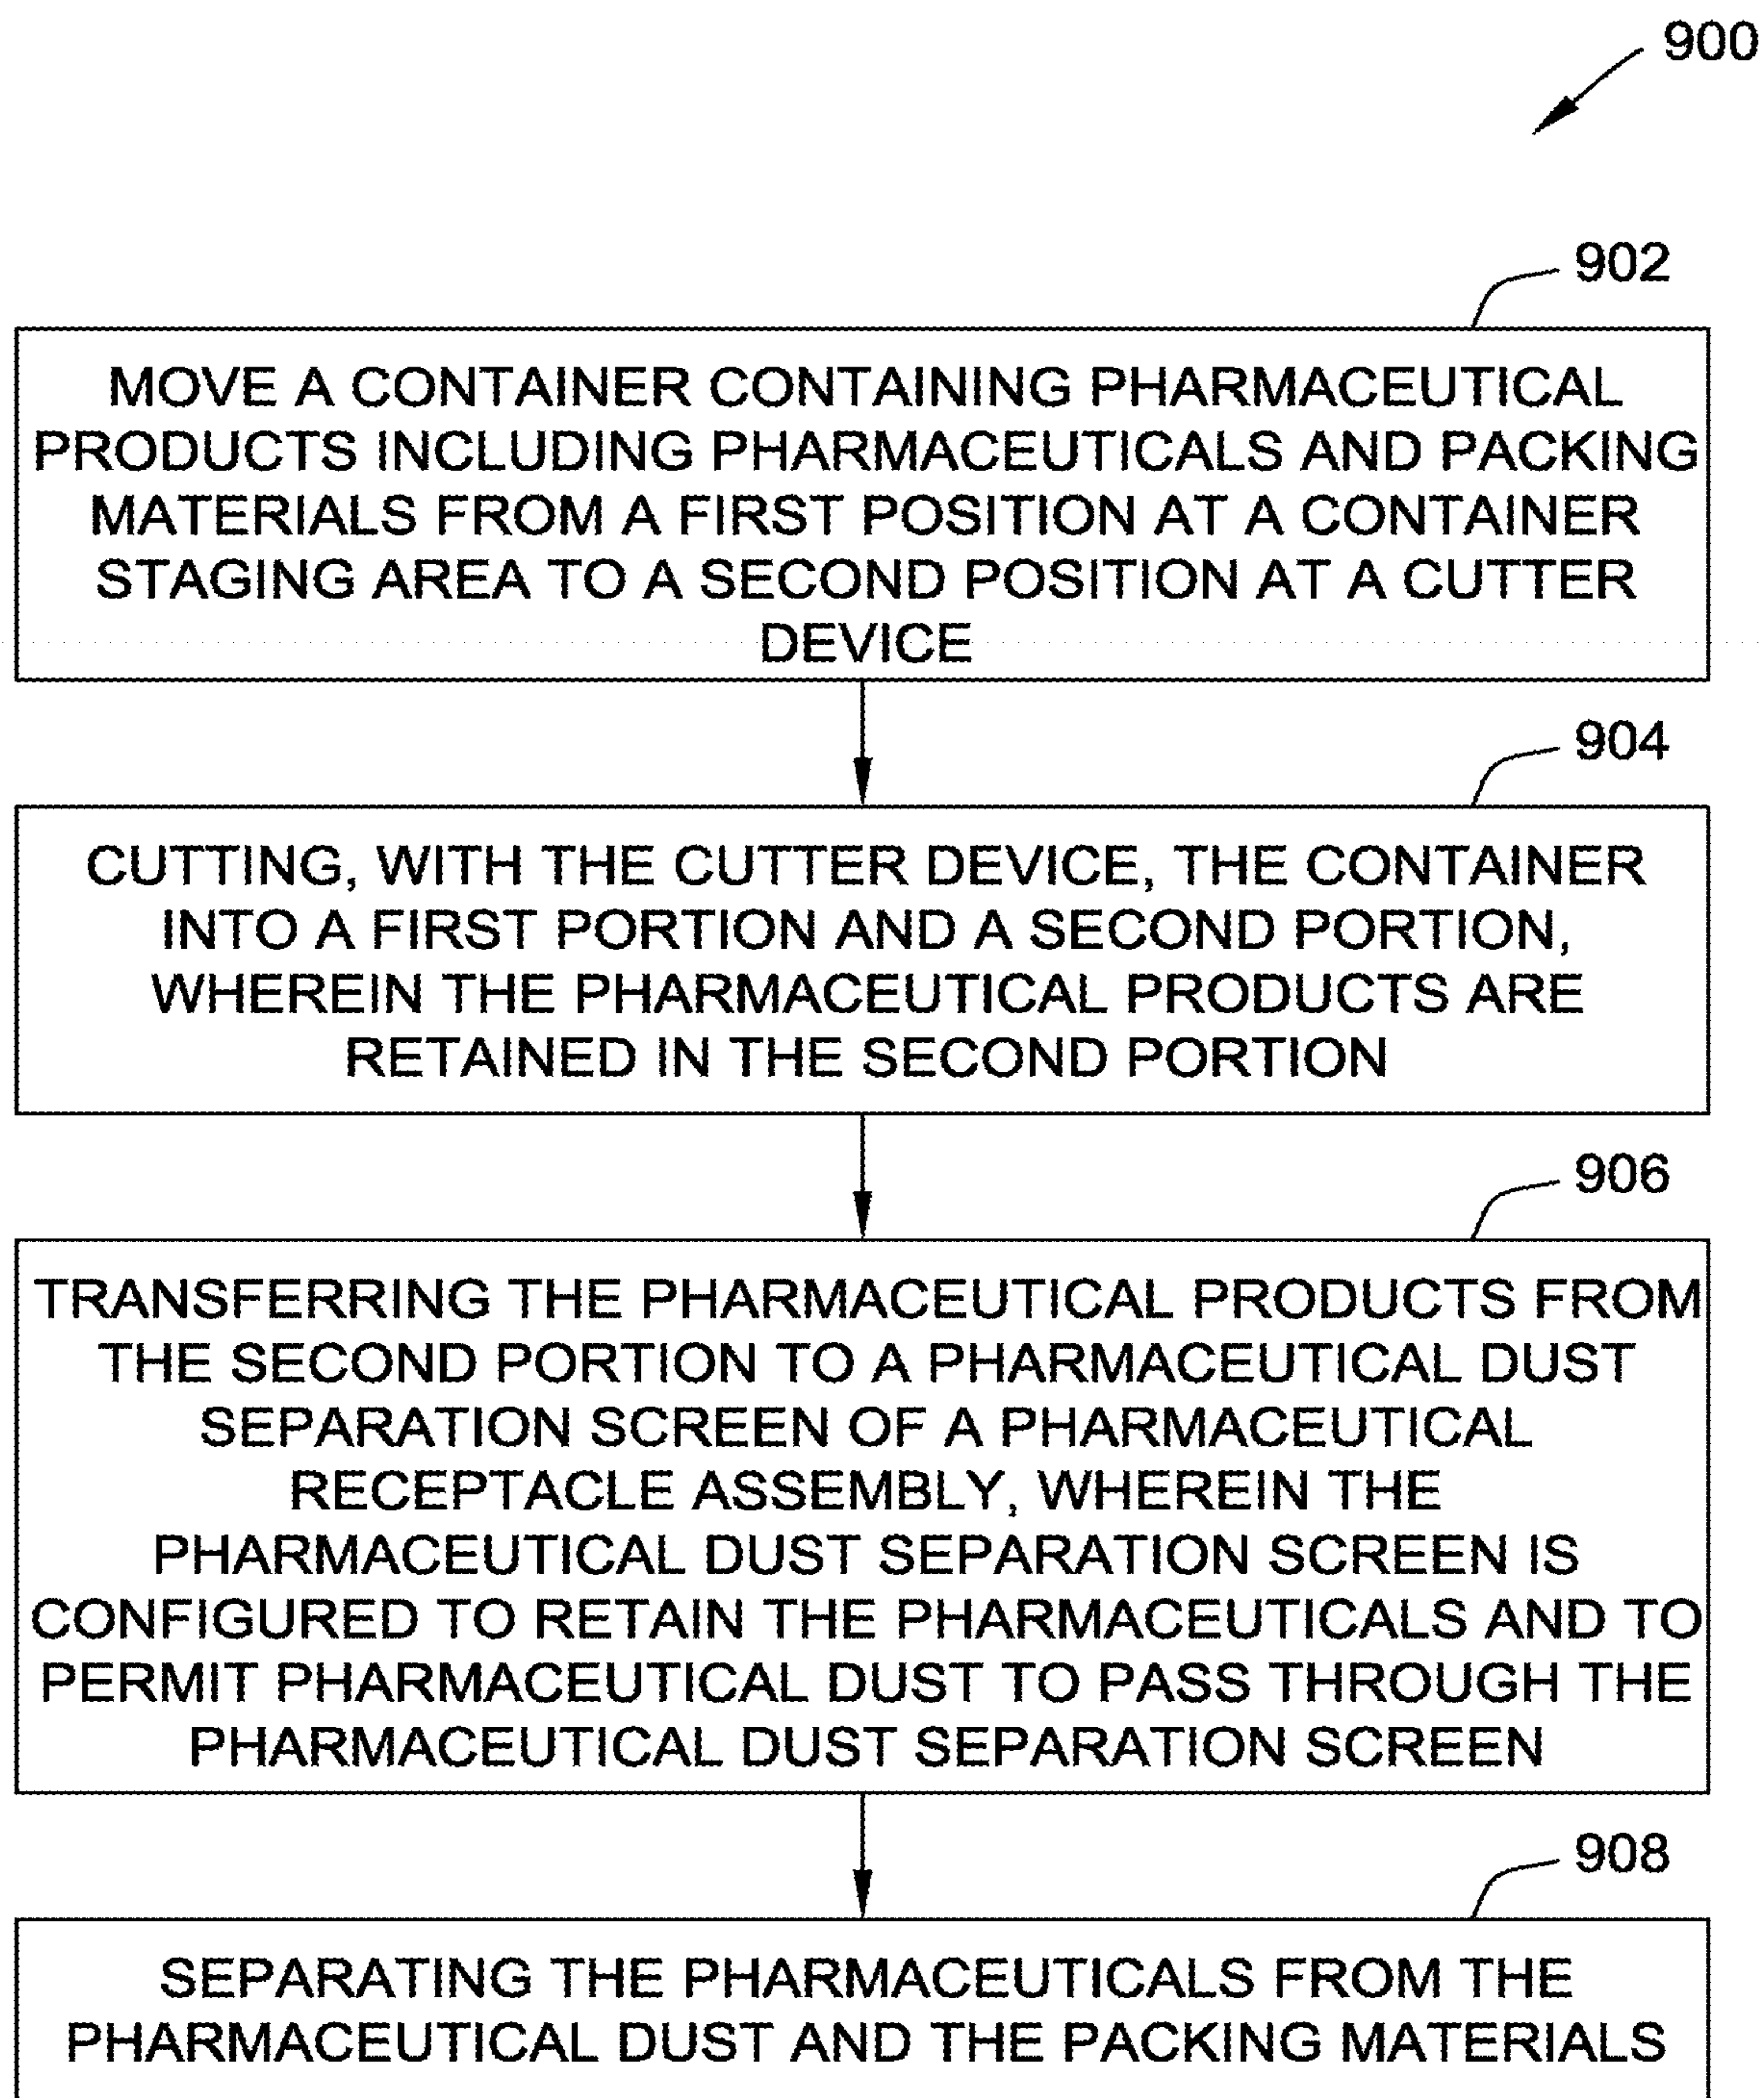 900
902
MOVE A CONTAINER CONTAINING PHARMACEUTICAL
PRODUCTS INCLUDING PHARMACEUTICALS AND PACKING
MATERIALS FROM A FIRST POSITION AT A CONTAINER
STAGING AREA TO A SECOND POSITION AT A CUTTER
DEVICE
904
CUTTING, WITH THE CUTTER DEVICE, THE CONTAINER
INTO A FIRST PORTION AND A SECOND PORTION,
WHEREIN THE PHARMACEUTICAL PRODUCTS ARE
RETAINED IN THE SECOND PORTION
906
TRANSFERRING THE PHARMACEUTICAL PRODUCTS FROM
THE SECOND PORTION TO A PHARMACEUTICAL DUST
SEPARATION SCREEN OF A PHARMACEUTICAL
RECEPTACLE ASSEMBLY, WHEREIN THE
PHARMACEUTICAL DUST SEPARATION SCREEN IS
CONFIGURED TO RETAIN THE PHARMACEUTICALS AND TO
PERMIT PHARMACEUTICAL DUST TO PASS THROUGH THE
PHARMACEUTICAL DUST SEPARATION SCREEN
908
SEPARATING THE PHARMACEUTICALS FROM THE
PHARMACEUTICAL DUST AND THE PACKING MATERIALS